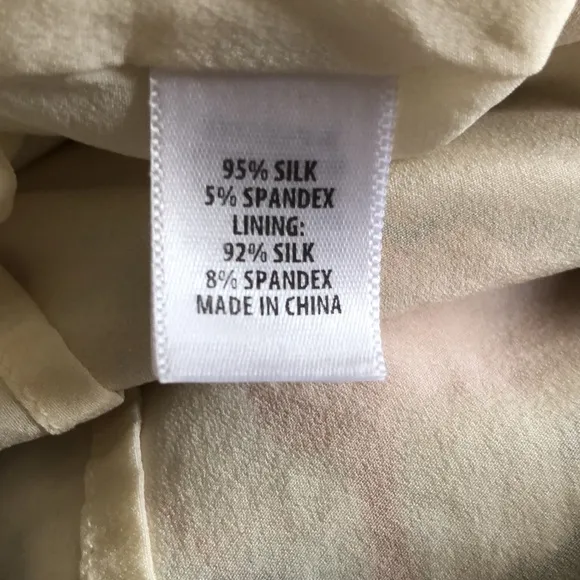 95% SILK
5% SPANDEX
LINING:
92% SILK
8% SPANDEX
MADE IN CHINA